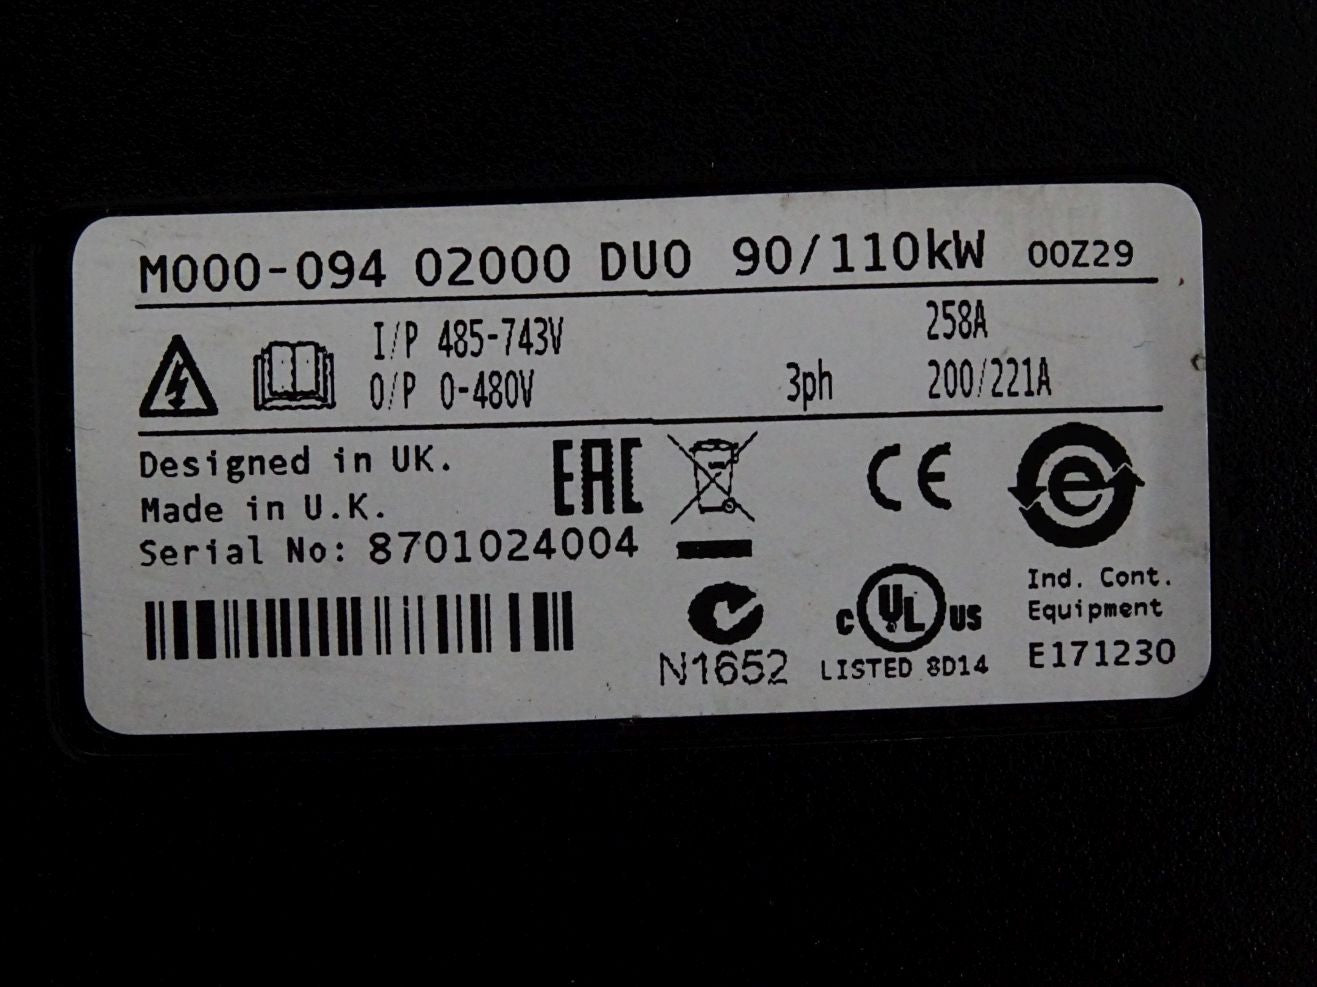 M000-094 02000 DUO 90/110kW 00Z29
I/P 485-743V 258A
O/P 0-480V 3ph 200/221A
Designed in UK.
Made in U.K.
Serial No: 8701024004
EAC
CE
e
N1652
c UL US
LISTED 8D14
Ind. Cont.
Equipment
E171230